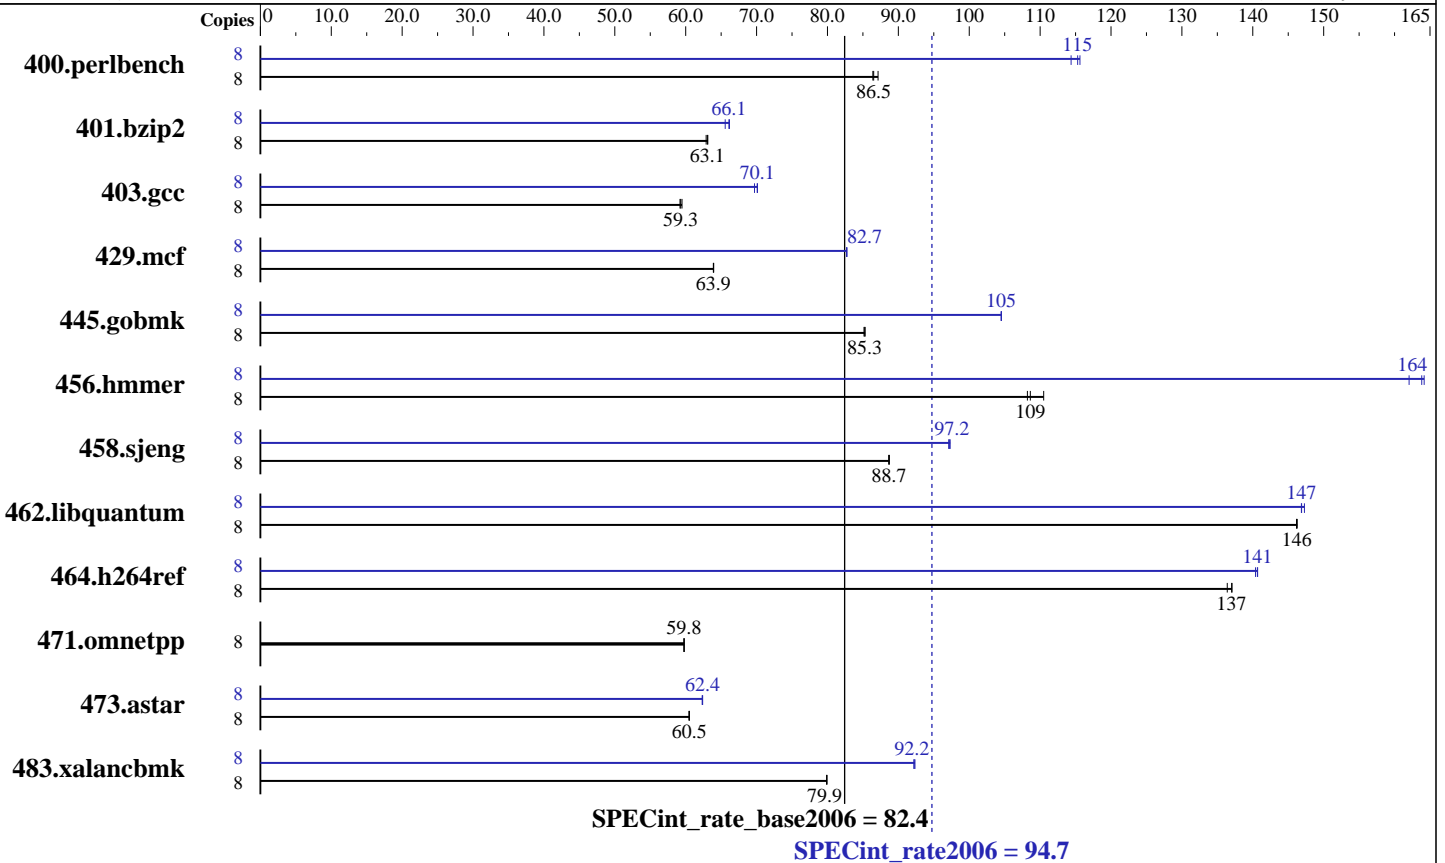 Copies 0 10.0 20.0 30.0 40.0 50.0 60.0 70.0 80.0 90.0 100 110 120 130 140 150 165
400.perlbench 8 115
8 86.5
401.bzip2 8 66.1
8 63.1
403.gcc 8 70.1
8 59.3
429.mcf 8 82.7
8 63.9
445.gobmk 8 105
8 85.3
456.hmmer 8 164
8 109
458.sjeng 8 97.2
8 88.7
462.libquantum 8 147
8 146
464.h264ref 8 141
8 137
471.omnetpp 8 59.8
473.astar 8 62.4
8 60.5
483.xalancbmk 8 92.2
8 79.9
SPECint_rate_base2006 = 82.4
SPECint_rate2006 = 94.7